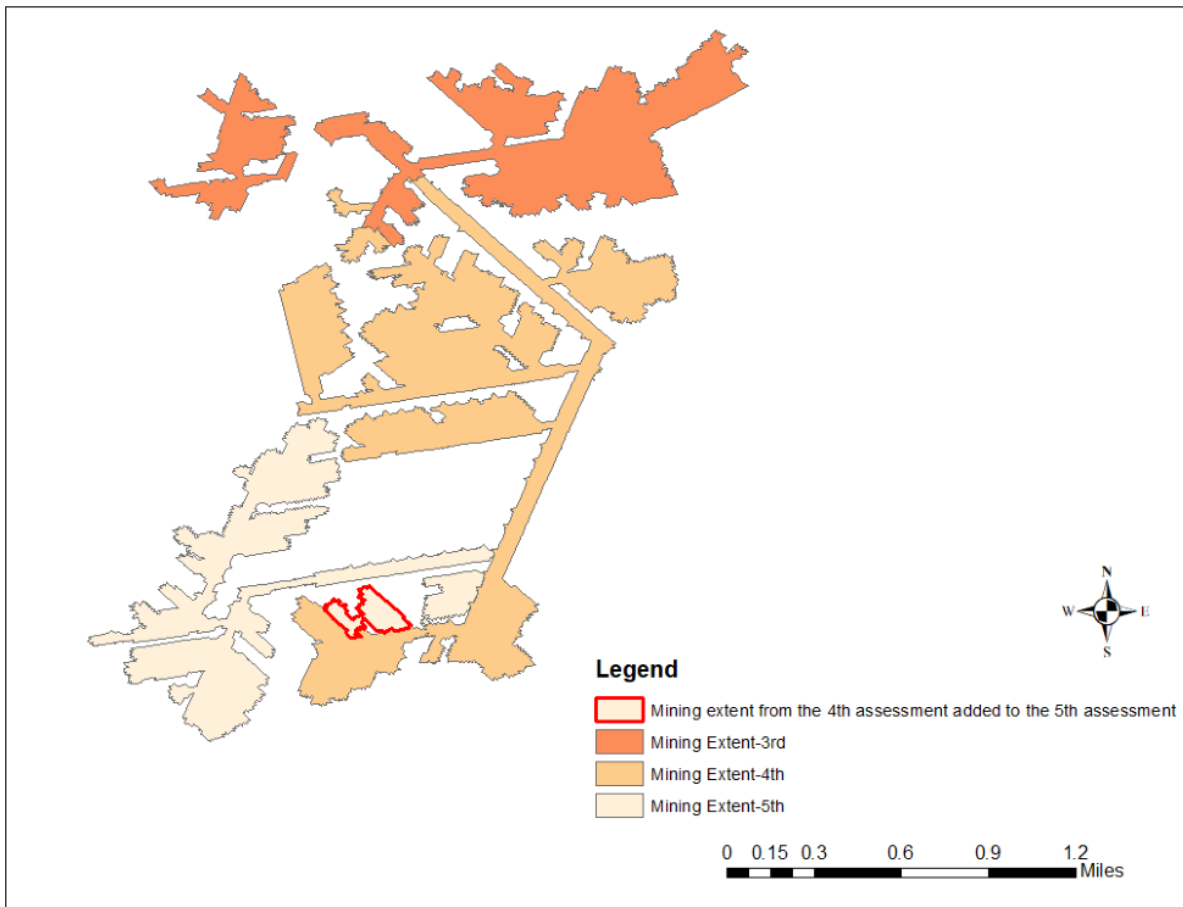 N
W E
S
Legend
Mining extent from the 4th assessment added to the 5th assessment
Mining Extent-3rd
Mining Extent-4th
Mining Extent-5th
0 0.15 0.3 0.6 0.9 1.2
Miles